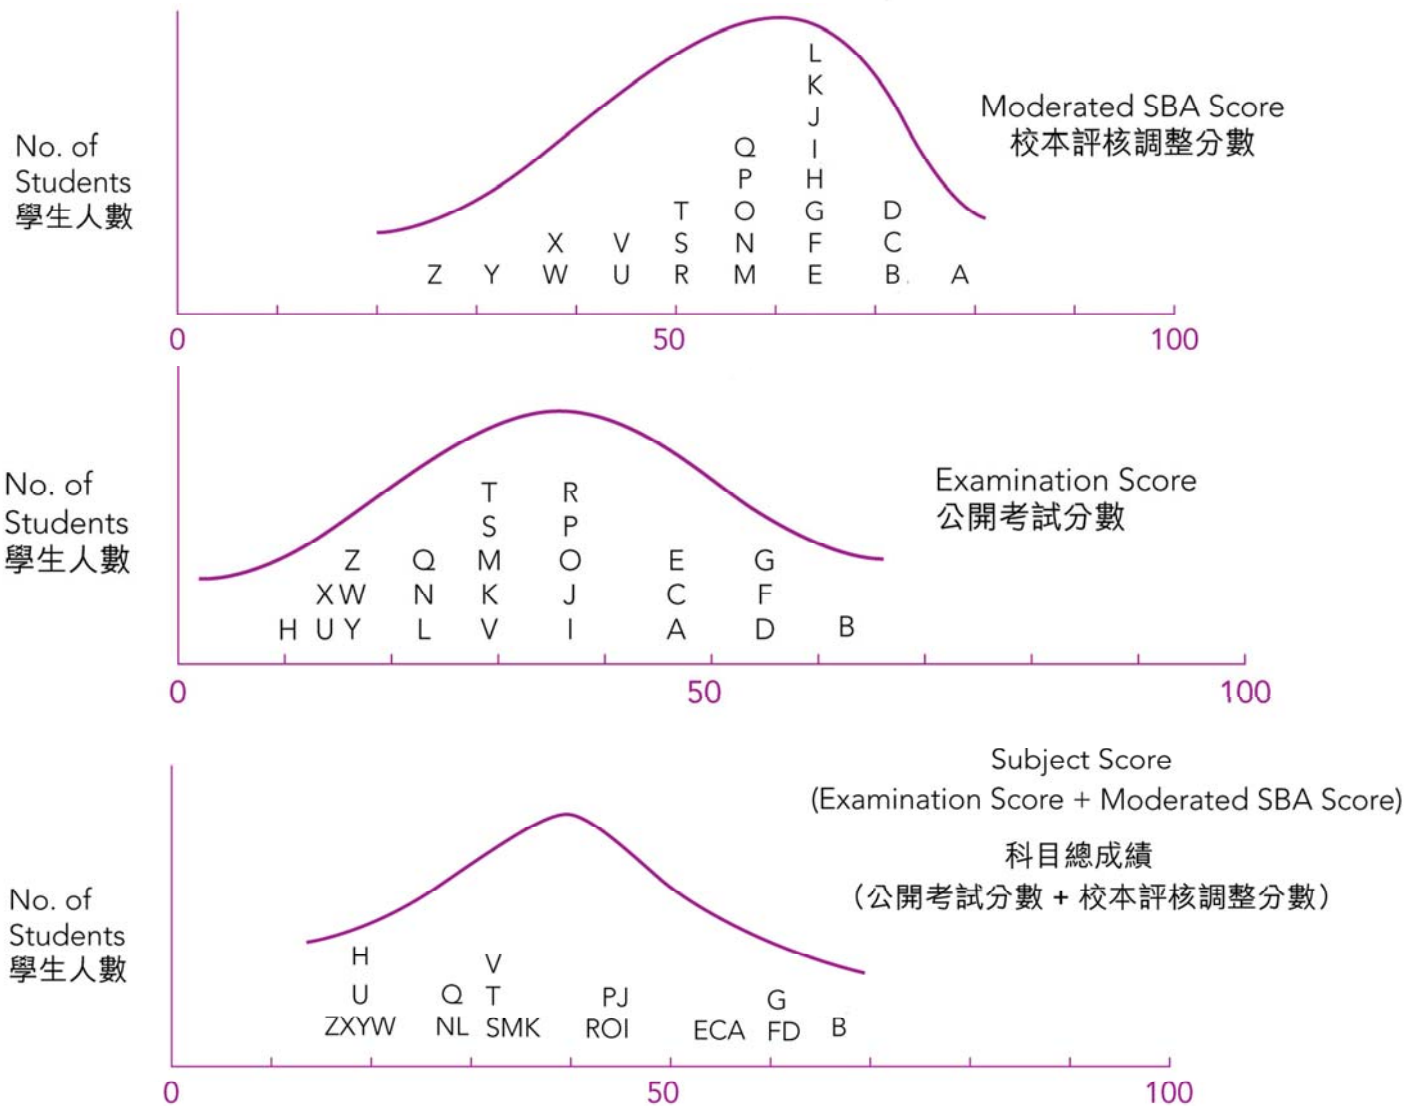 L
K
No. of
Students
學生人數
J
Moderated SBA Score
校本評核調整分數
Q I
P H
T O G D
X V S N F C
Z Y W U R M E B A
0 50 100
No. of
Students
學生人數
T R
S P
Examination Score
公開考試分數
Z Q M O E G
X W N K J C F
H U Y L V I A D B
0 50 100
Subject Score
(Examination Score + Moderated SBA Score)
科目總成績
(公開考試分數 + 校本評核調整分數)
No. of
Students
學生人數
H V
U Q T PJ G
ZXYW NL SMK ROI ECA FD B
0 50 100